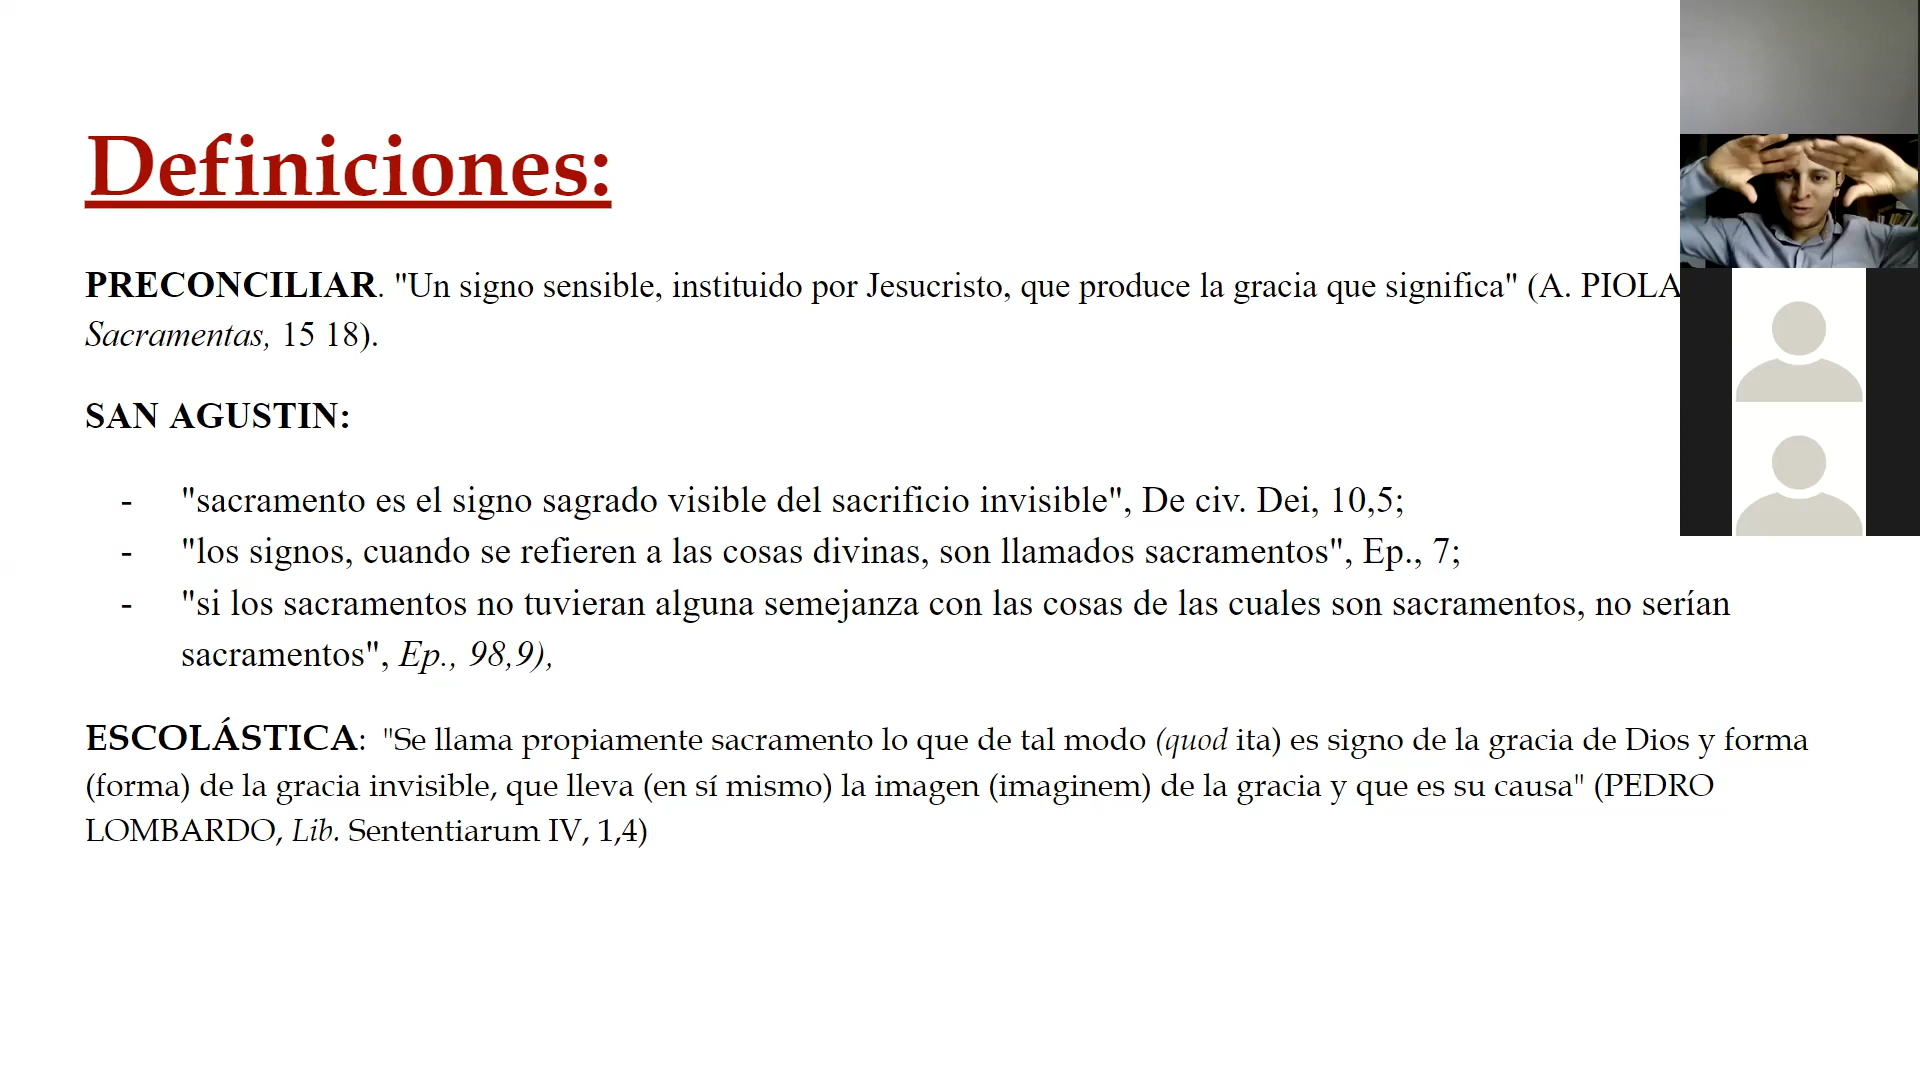 Definiciones:
PRECONCILIAR. "Un signo sensible, instituido por Jesucristo, que produce la gracia que significa" (A. PIOLA
Sacramentas, 15 18).
SAN AGUSTIN:
- "sacramento es el signo sagrado visible del sacrificio invisible", De civ. Dei, 10,5;
- "los signos, cuando se refieren a las cosas divinas, son llamados sacramentos", Ep., 7;
- "si los sacramentos no tuvieran alguna semejanza con las cosas de las cuales son sacramentos, no serían
sacramentos", Ep., 98,9),
ESCOLÁSTICA: "Se llama propiamente sacramento lo que de tal modo (quod ita) es signo de la gracia de Dios y forma
(forma) de la gracia invisible, que lleva (en sí mismo) la imagen (imaginem) de la gracia y que es su causa" (PEDRO
LOMBARDO, Lib. Sententiarum IV, 1,4)